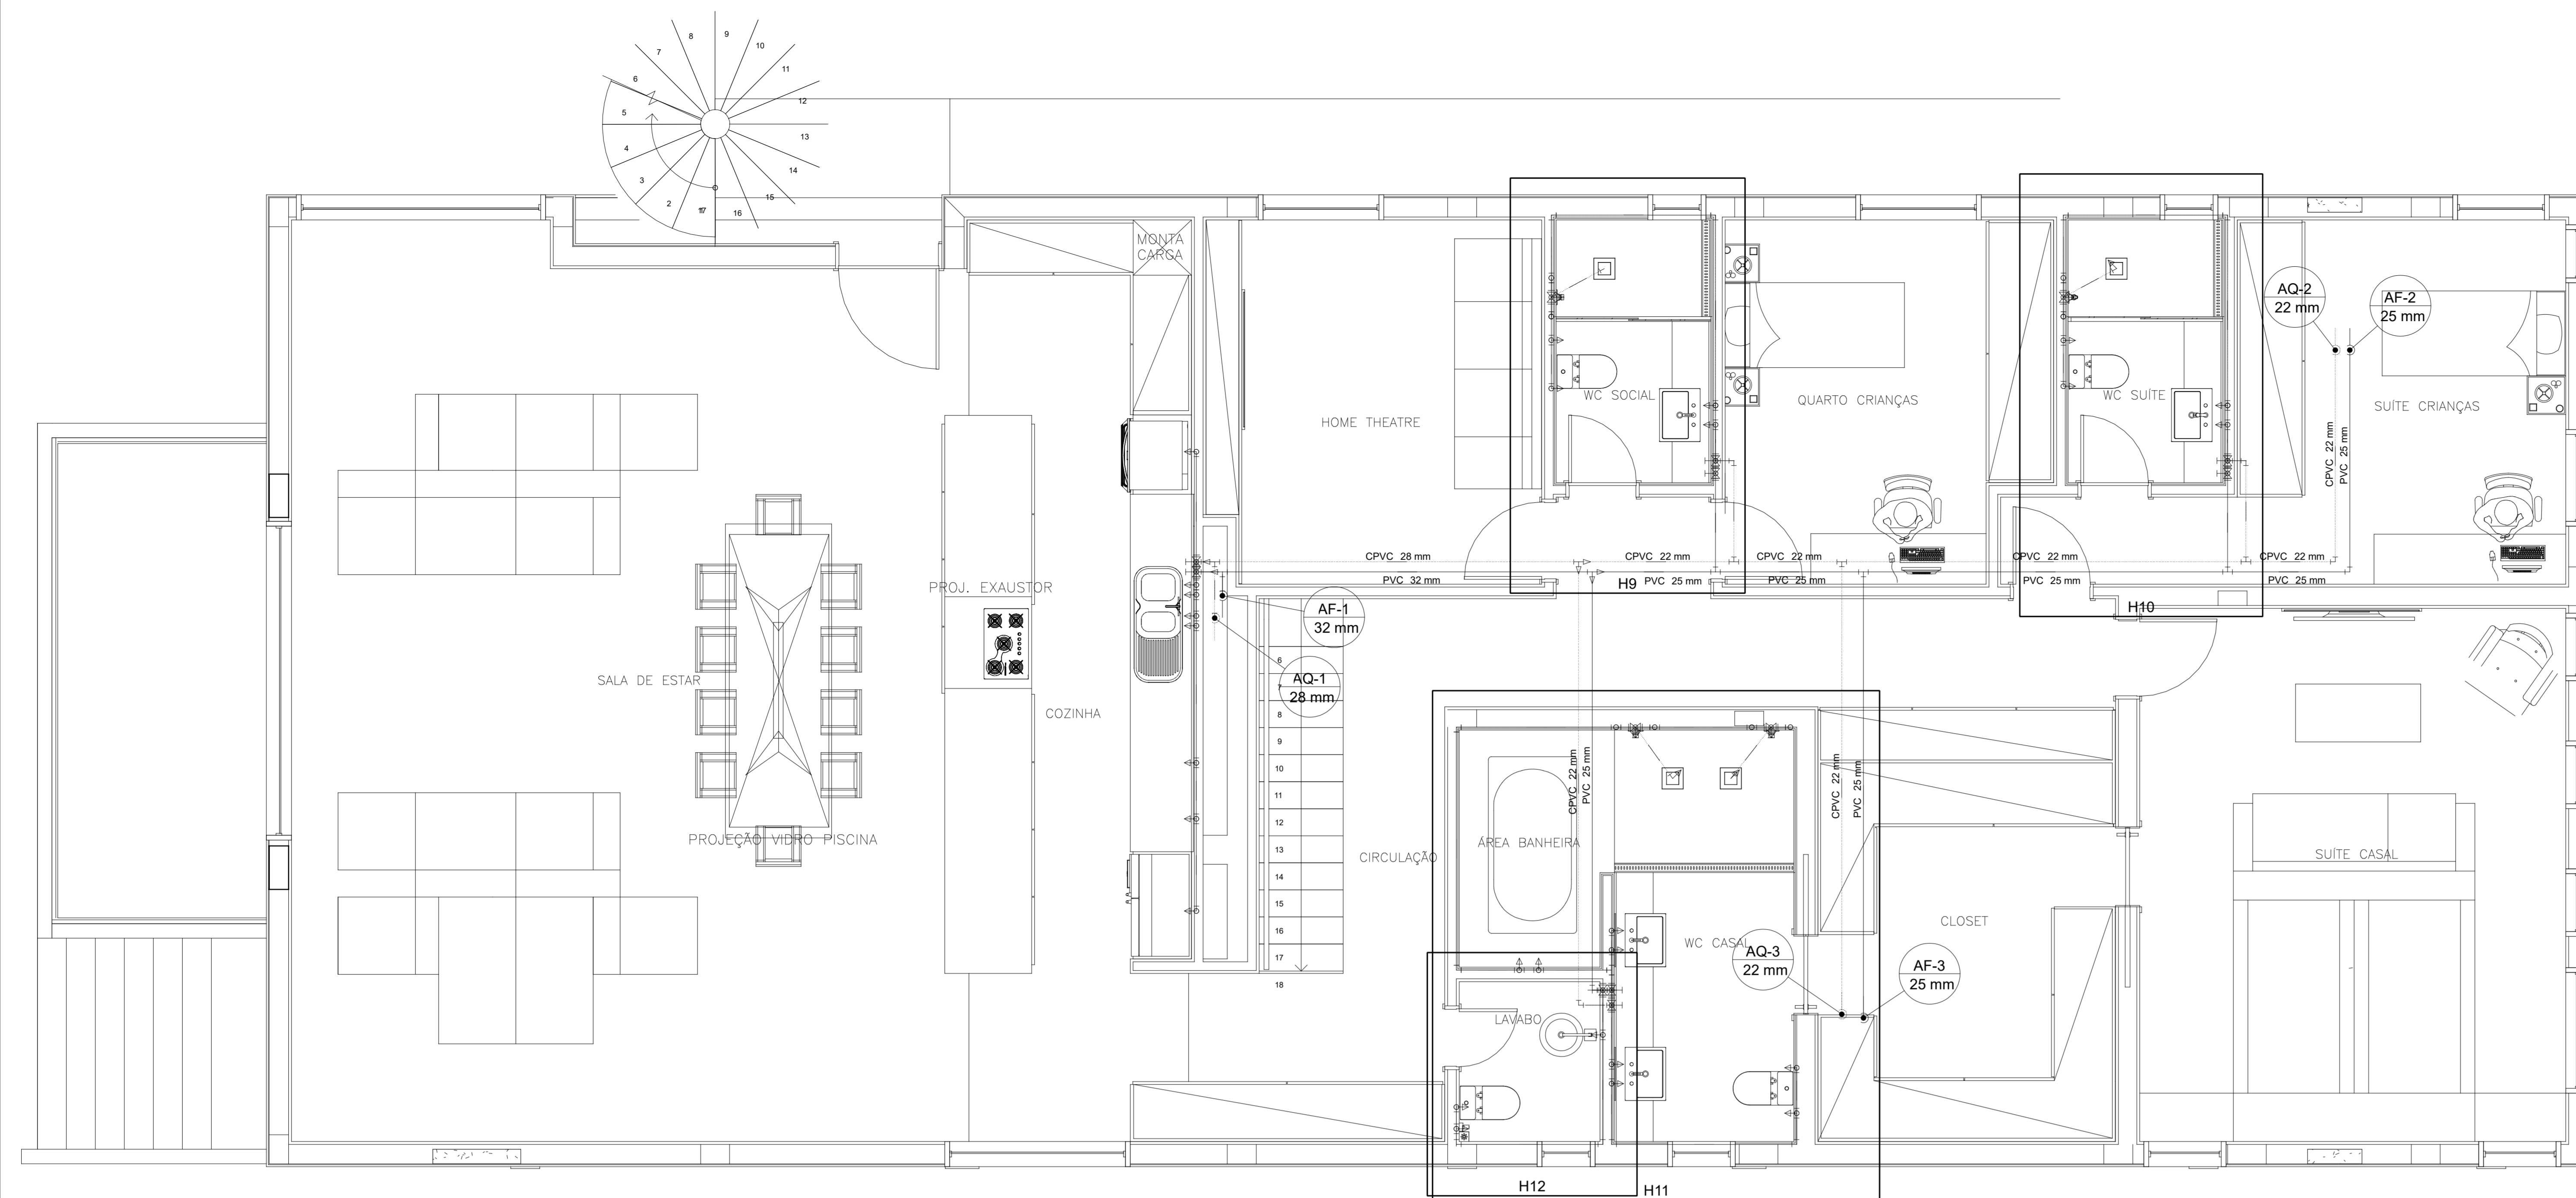 9
8
10
7
11
6
12
5
13
4
14
3
15
2
17
16
MONTA
CARGA
AQ-2
22 mm
AF-2
25 mm
WC SOCIAL
QUARTO CRIANÇAS
WC SUÍTE
SUÍTE CRIANÇAS
HOME THEATRE
CPVC 22 mm
PVC 25 mm
CPVC 28 mm
CPVC 22 mm
CPVC 22 mm
CPVC 22 mm
CPVC 22 mm
PVC 32 mm
H9
PVC 25 mm
PVC 25 mm
PVC 25 mm
PVC 25 mm
H10
PROJ. EXAUSTOR
AF-1
32 mm
SALA DE ESTAR
AQ-1
28 mm
COZINHA
6
7
8
9
10
11
12
13
14
15
16
17
18
CPVC 22 mm
PVC 25 mm
CPVC 22 mm
PVC 25 mm
PROJEÇÃO VIDRO PISCINA
ÁREA BANHEIRA
CIRCULAÇÃO
SUÍTE CASAL
CLOSET
WC CASAL
AQ-3
22 mm
AF-3
25 mm
LAVABO
H12
H11